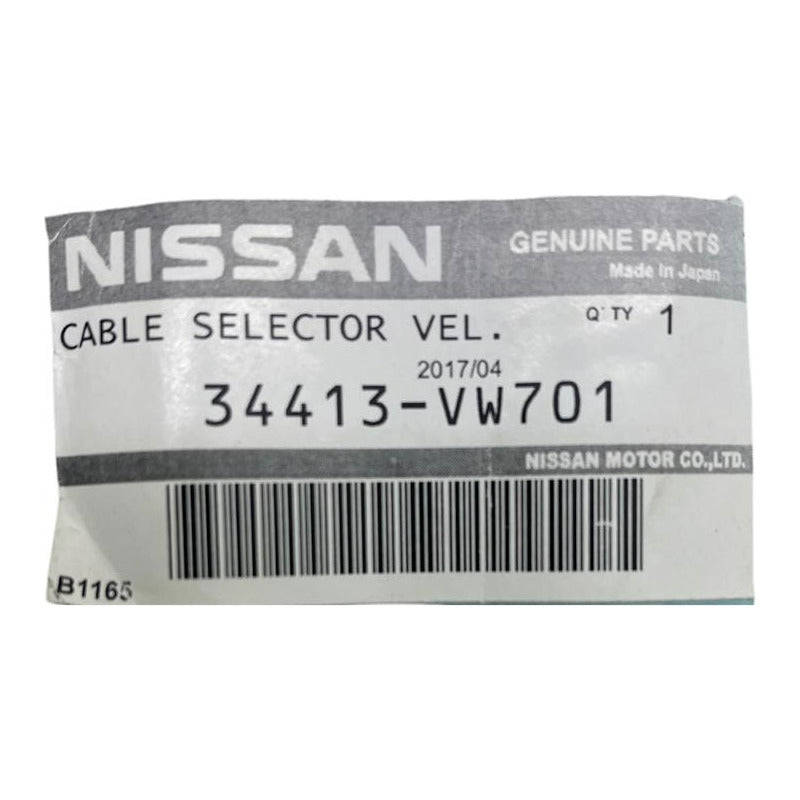 NISSAN GENUINE PARTS
Made In Japan
CABLE SELECTOR VEL. Q'TY 1
2017/04
34413-VW701
NISSAN MOTOR CO.,LTD.
B1165